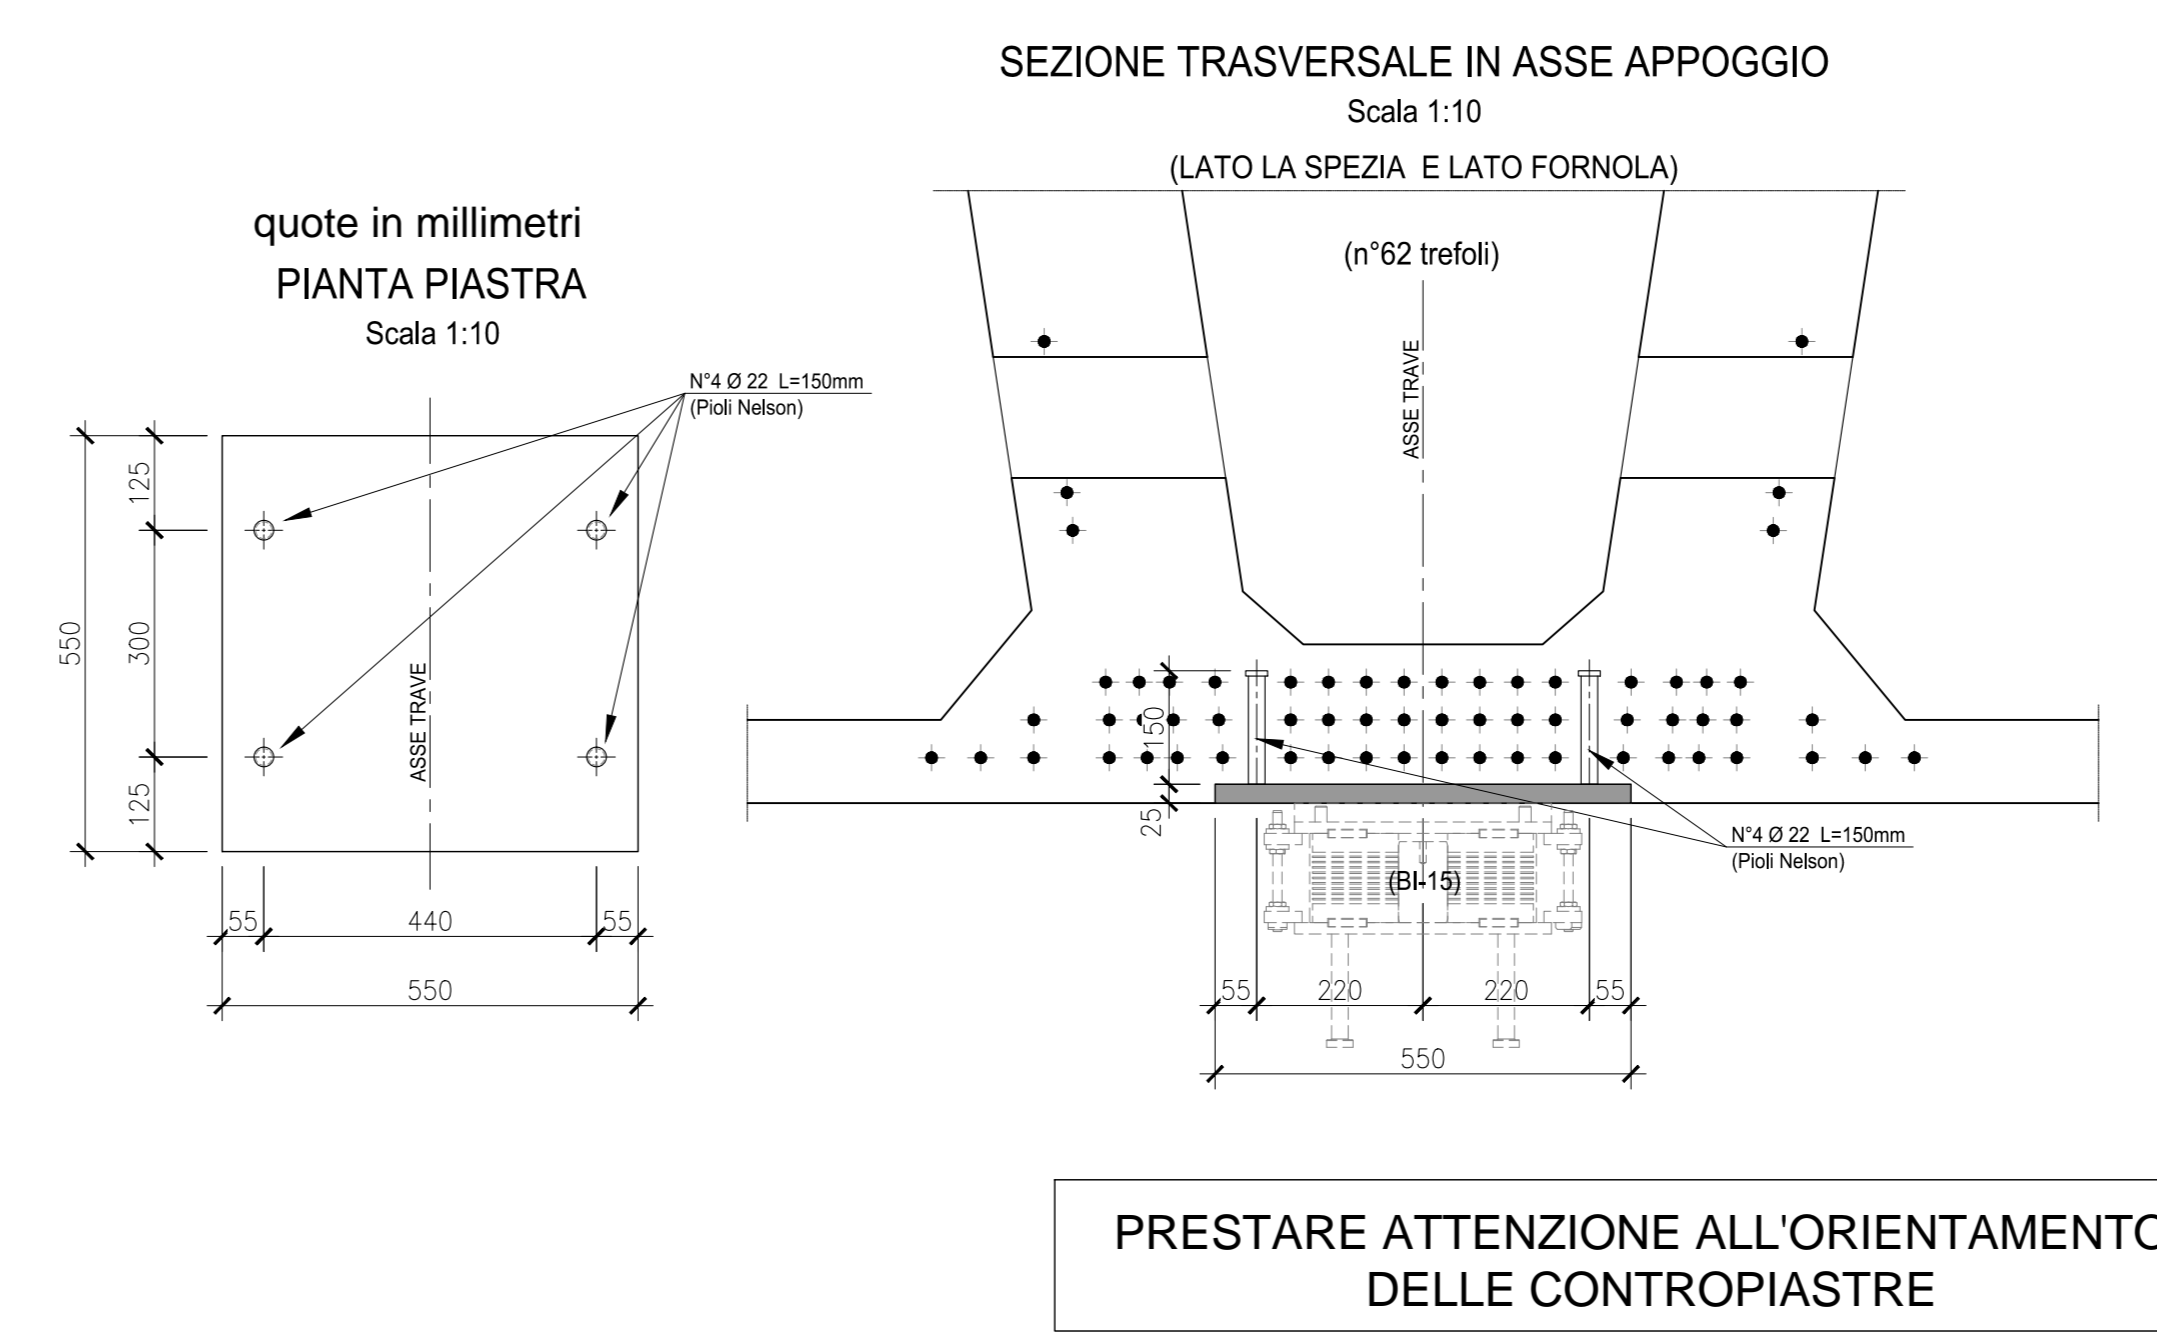 SEZIONE TRASVERSALE IN ASSE APPOGGIO
Scala 1:10
(LATO LA SPEZIA E LATO FORNOLA)
(n°62 trefoli)
ASSE TRAVE
quote in millimetri
PIANTA PIASTRA
Scala 1:10
N°4 Ø 22 L=150mm
(Pioli Nelson)
125
300
125
550
ASSE TRAVE
55
440
55
550
150
25
N°4 Ø 22 L=150mm
(Pioli Nelson)
(BI-15)
55
220
220
55
550
PRESTARE ATTENZIONE ALL'ORIENTAMENTO
DELLE CONTROPIASTRE